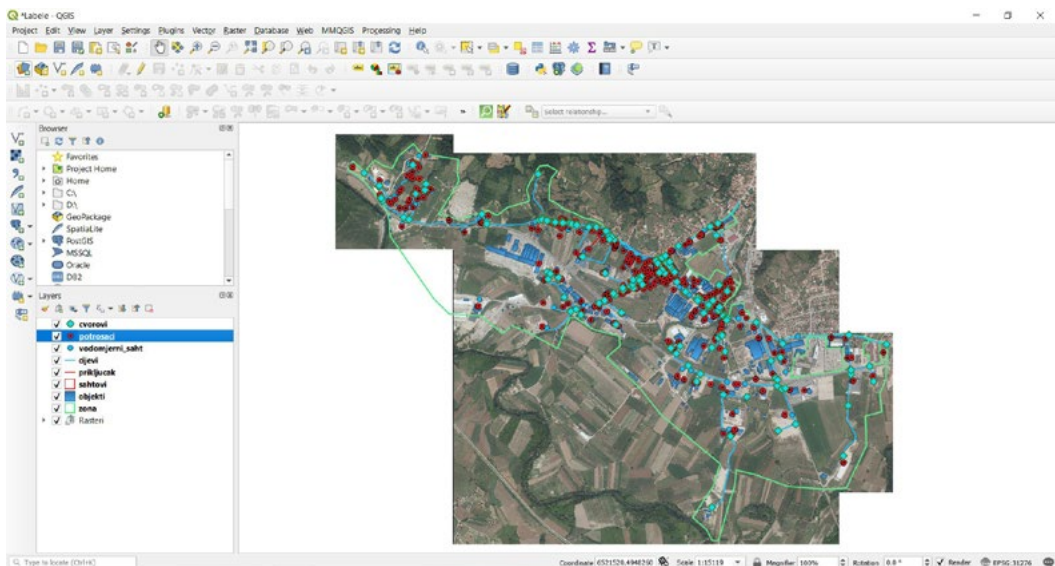 *Labele - QGIS
Project Edit View Layer Settings Plugins Vector Raster Database Web MMQGIS Processing Help
select relationship...
Browser
Favorites
Project Home
Home
C:\
D:\
GeoPackage
SpatiaLite
PostGIS
MSSQL
Oracle
DB2
Layers
cvorovi
potrosaci
vodomjerni_saht
cijevi
prikljucak
sahtovi
objekti
zona
Rasteri
Type to locate (Ctrl+K)
Coordinate 6521520,4948260 Scale 1:15119 Magnifier 100% Rotation 0.0 ° Render EPSG:31276